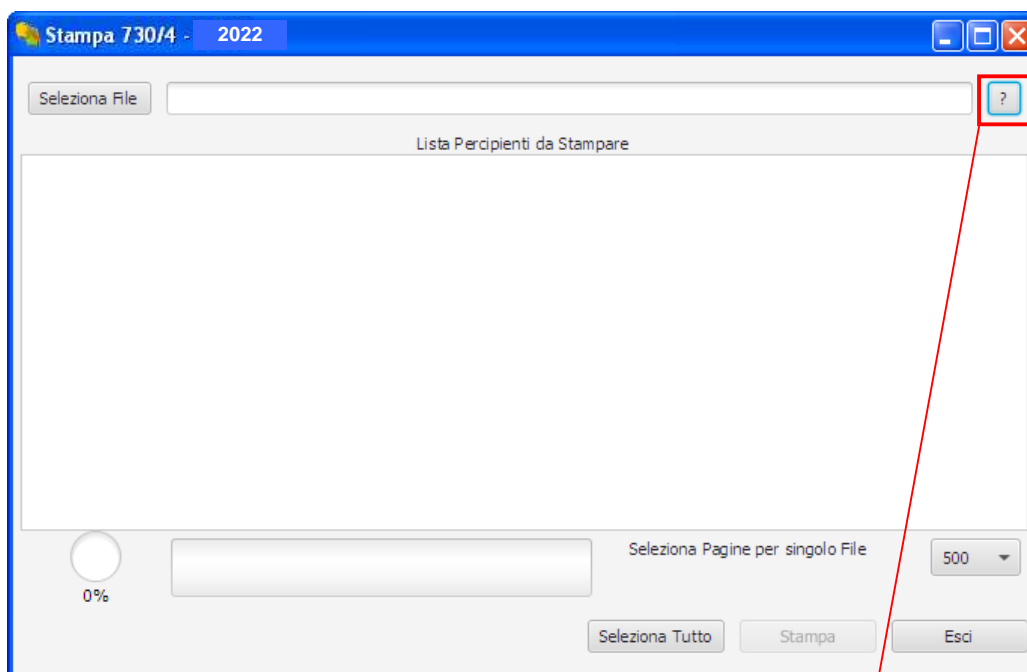 Stampa 730/4 - 2022
Seleziona File
?
Lista Percipienti da Stampare
Seleziona Pagine per singolo File
500
0%
Seleziona Tutto
Stampa
Esci